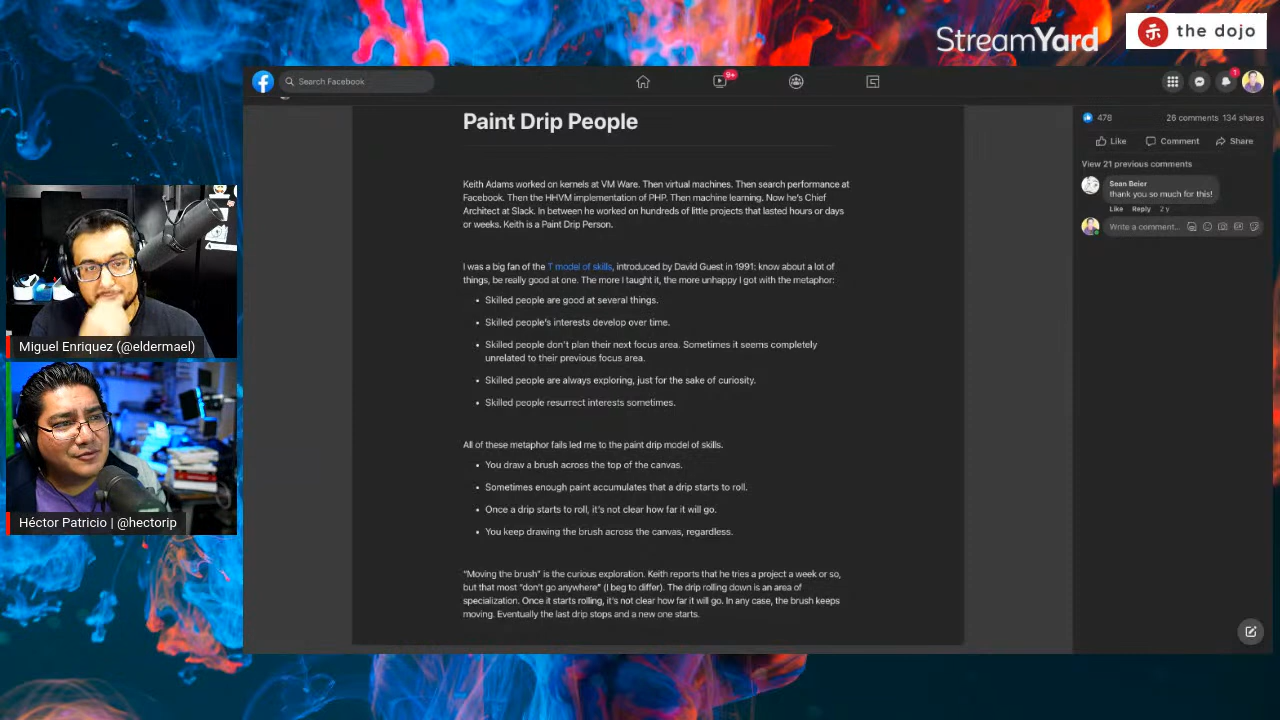 StreamYard
the dojo
Search Facebook
9+
1
Paint Drip People
Keith Adams worked on kernels at VM Ware. Then virtual machines. Then search performance at
Facebook. Then the HHVM implementation of PHP. Then machine learning. Now he's Chief
Architect at Slack. In between he worked on hundreds of little projects that lasted hours or days
or weeks. Keith is a Paint Drip Person.
I was a big fan of the T model of skills, introduced by David Guest in 1991: know about a lot of
things, be really good at one. The more I taught it, the more unhappy I got with the metaphor:
• Skilled people are good at several things.
• Skilled people's interests develop over time.
• Skilled people don't plan their next focus area. Sometimes it seems completely
unrelated to their previous focus area.
• Skilled people are always exploring, just for the sake of curiosity.
• Skilled people resurrect interests sometimes.
All of these metaphor fails led me to the paint drip model of skills.
• You draw a brush across the top of the canvas.
• Sometimes enough paint accumulates that a drip starts to roll.
• Once a drip starts to roll, it's not clear how far it will go.
• You keep drawing the brush across the canvas, regardless.
"Moving the brush" is the curious exploration. Keith reports that he tries a project a week or so,
but that most "don't go anywhere" (I beg to differ). The drip rolling down is an area of
specialization. Once it starts rolling, it's not clear how far it will go. In any case, the brush keeps
moving. Eventually the last drip stops and a new one starts.
478 26 comments 134 shares
Like Comment Share
View 21 previous comments
Sean Beier
thank you so much for this!
Like Reply 2 y
Write a comment...
Miguel Enriquez (@eldermael)
Héctor Patricio | @hectorip